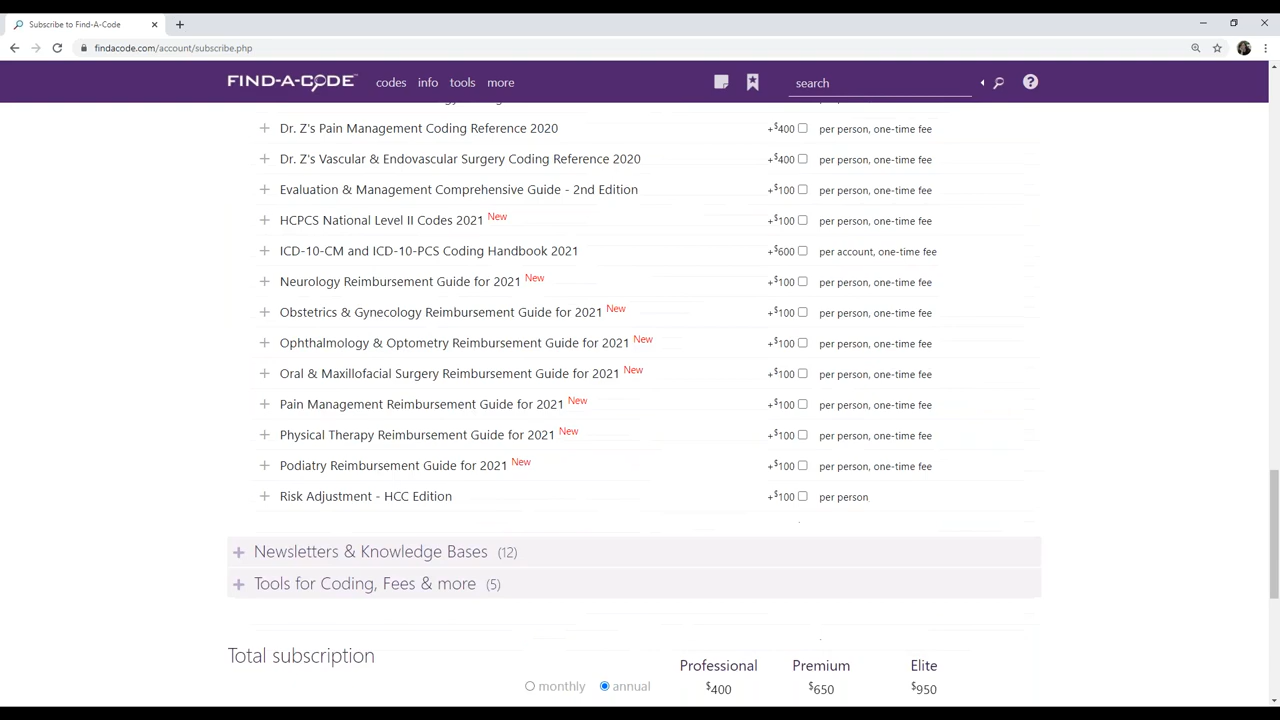 Subscribe to Find-A-Code
findacode.com/account/subscribe.php
FIND-A-CODE codes info tools more search
Dr. Z's Pain Management Coding Reference 2020 +$400 per person, one-time fee
Dr. Z's Vascular & Endovascular Surgery Coding Reference 2020 +$400 per person, one-time fee
Evaluation & Management Comprehensive Guide - 2nd Edition +$100 per person, one-time fee
HCPCS National Level II Codes 2021 New +$100 per person, one-time fee
ICD-10-CM and ICD-10-PCS Coding Handbook 2021 +$600 per account, one-time fee
Neurology Reimbursement Guide for 2021 New +$100 per person, one-time fee
Obstetrics & Gynecology Reimbursement Guide for 2021 New +$100 per person, one-time fee
Ophthalmology & Optometry Reimbursement Guide for 2021 New +$100 per person, one-time fee
Oral & Maxillofacial Surgery Reimbursement Guide for 2021 New +$100 per person, one-time fee
Pain Management Reimbursement Guide for 2021 New +$100 per person, one-time fee
Physical Therapy Reimbursement Guide for 2021 New +$100 per person, one-time fee
Podiatry Reimbursement Guide for 2021 New +$100 per person, one-time fee
Risk Adjustment - HCC Edition +$100 per person
Newsletters & Knowledge Bases (12)
Tools for Coding, Fees & more (5)
Total subscription
Professional Premium Elite
monthly annual $400 $650 $950